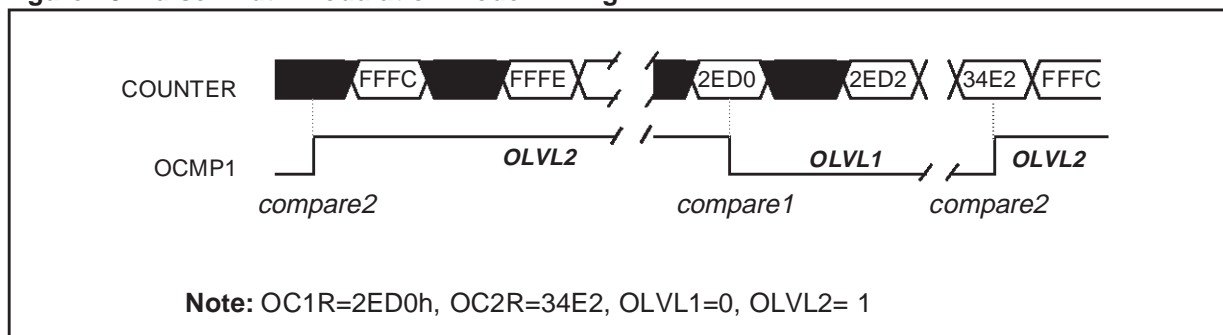 COUNTER FFFC FFFE 2ED0 2ED2 34E2 FFFC
OCMP1 OLVL2 OLVL1 OLVL2
compare2 compare1 compare2
Note: OC1R=2ED0h, OC2R=34E2, OLVL1=0, OLVL2= 1